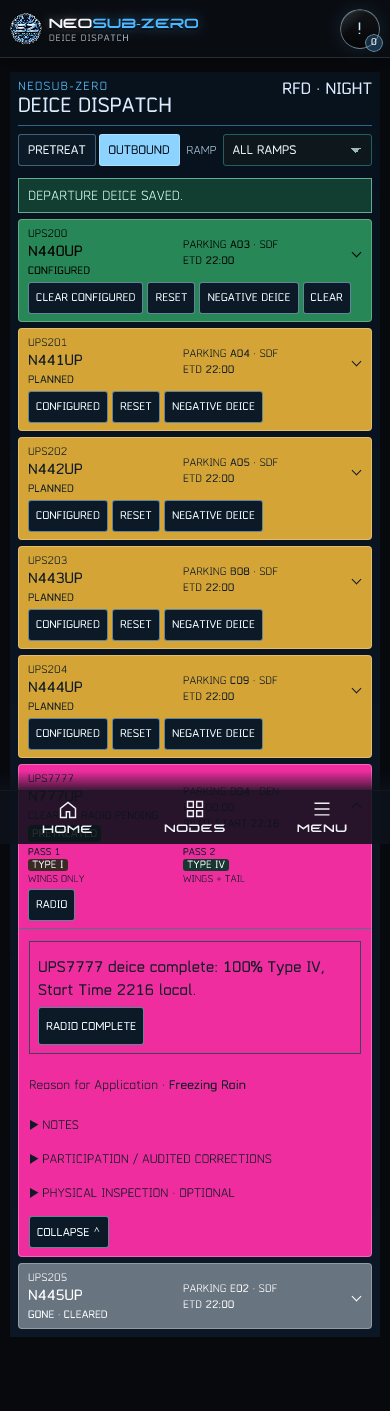 NEOSUB-ZERO
DEICE DISPATCH
!
0
NEOSUB-ZERO
DEICE DISPATCH
RFD · NIGHT
PRETREAT
OUTBOUND
RAMP
ALL RAMPS
DEPARTURE DEICE SAVED.
UPS200
N440UP
CONFIGURED
PARKING A03 · SDF
ETD 22:00
CLEAR CONFIGURED
RESET
NEGATIVE DEICE
CLEAR
UPS201
N441UP
PLANNED
PARKING A04 · SDF
ETD 22:00
CONFIGURED
RESET
NEGATIVE DEICE
UPS202
N442UP
PLANNED
PARKING A05 · SDF
ETD 22:00
CONFIGURED
RESET
NEGATIVE DEICE
UPS203
N443UP
PLANNED
PARKING B08 · SDF
ETD 22:00
CONFIGURED
RESET
NEGATIVE DEICE
UPS204
N444UP
PLANNED
PARKING C09 · SDF
ETD 22:00
CONFIGURED
RESET
NEGATIVE DEICE
UPS7777
N777UP
HOME
NODES
MENU
PASS 1
TYPE I
WINGS ONLY
PASS 2
TYPE IV
WINGS + TAIL
RADIO
UPS7777 deice complete: 100% Type IV,
Start Time 2216 local.
RADIO COMPLETE
Reason for Application · Freezing Rain
▶ NOTES
▶ PARTICIPATION / AUDITED CORRECTIONS
▶ PHYSICAL INSPECTION · OPTIONAL
COLLAPSE ^
UPS205
N445UP
GONE · CLEARED
PARKING E02 · SDF
ETD 22:00